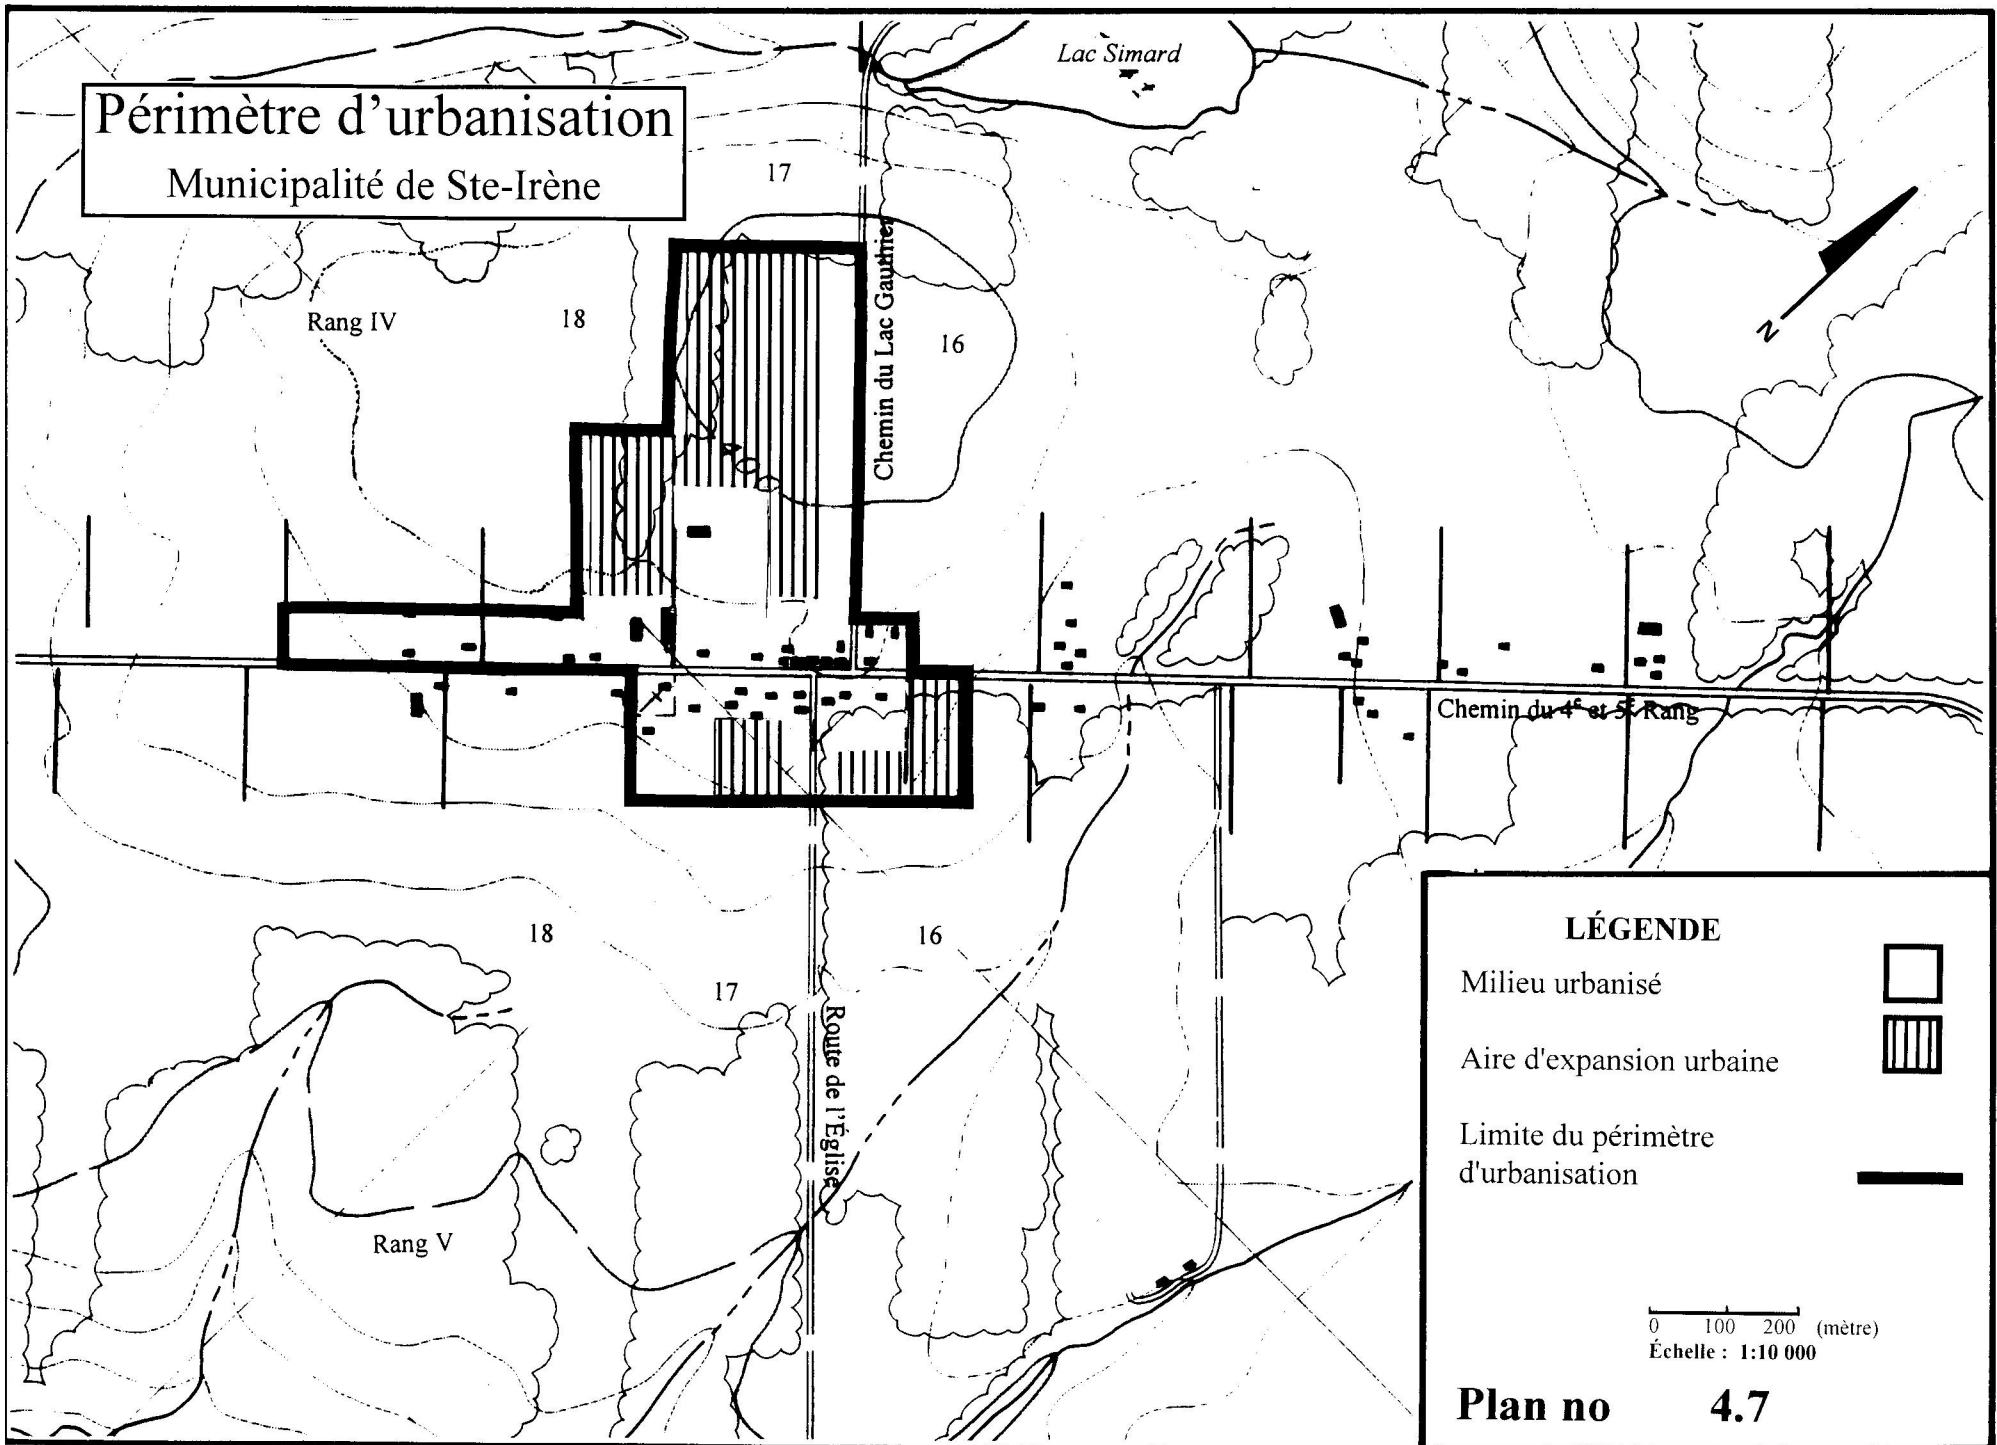 Lac Simard
Périmètre d'urbanisation
Municipalité de Ste-Irène
17
Chemin du Lac Gauthier
Rang IV
18
16
N
Chemin du 4e et 5e Rang
18
16
17
Route de l'Église
Rang V
LÉGENDE
Milieu urbanisé
Aire d'expansion urbaine
Limite du périmètre
d'urbanisation
0 100 200 (mètre)
Échelle : 1:10 000
Plan no 4.7